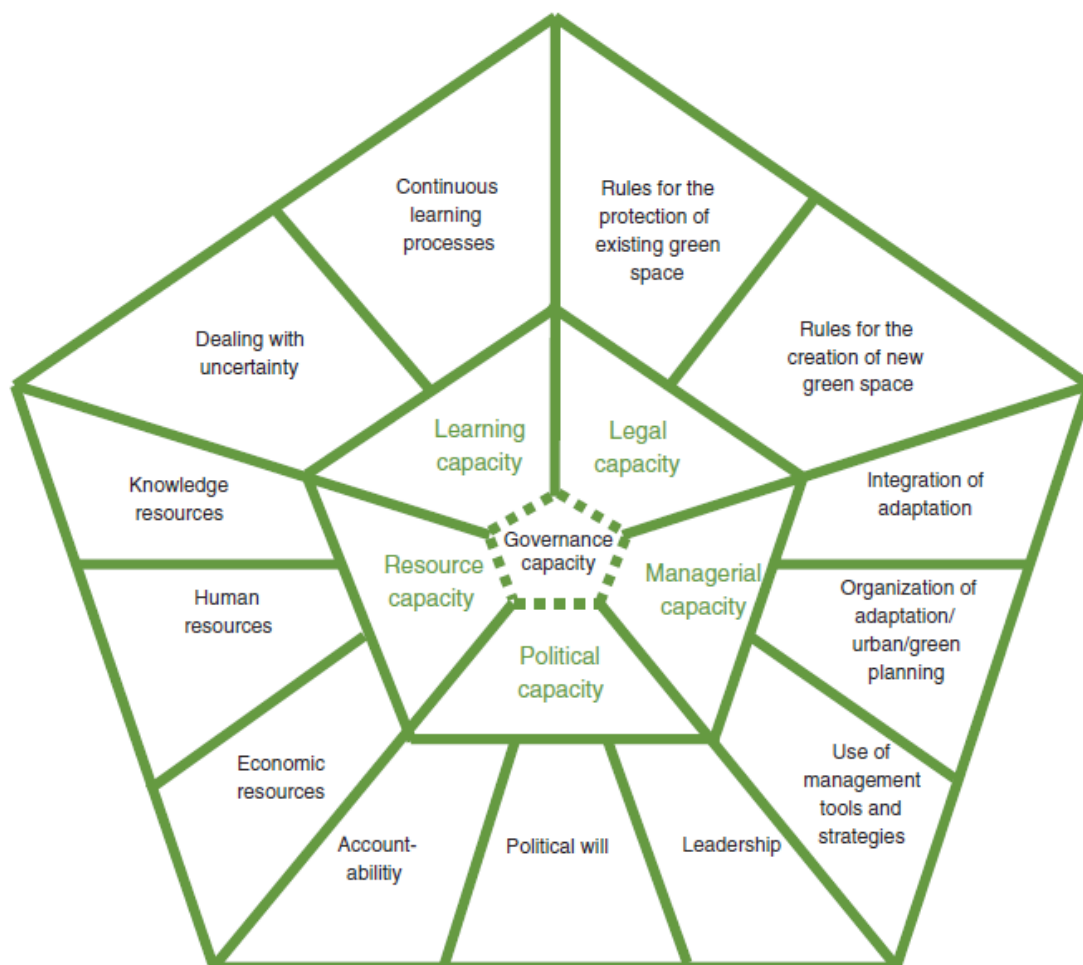 Continuous
learning
processes
Rules for the
protection of
existing green
space
Dealing with
uncertainty
Rules for the
creation of new
green space
Learning
capacity
Legal
capacity
Knowledge
resources
Integration of
adaptation
Governance
capacity
Resource
capacity
Managerial
capacity
Human
resources
Organization of
adaptation/
urban/green
planning
Political
capacity
Economic
resources
Use of
management
tools and
strategies
Account-
abilitiy
Political will
Leadership